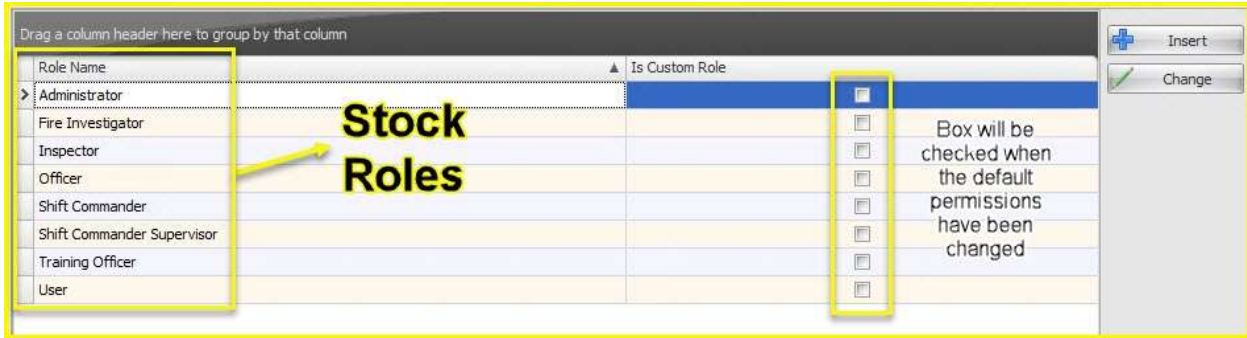 Drag a column header here to group by that column
Insert
Role Name Is Custom Role
Change
Administrator
Fire Investigator
Inspector
Officer
Shift Commander
Shift Commander Supervisor
Training Officer
User
Stock
Roles
Box will be
checked when
the default
permissions
have been
changed